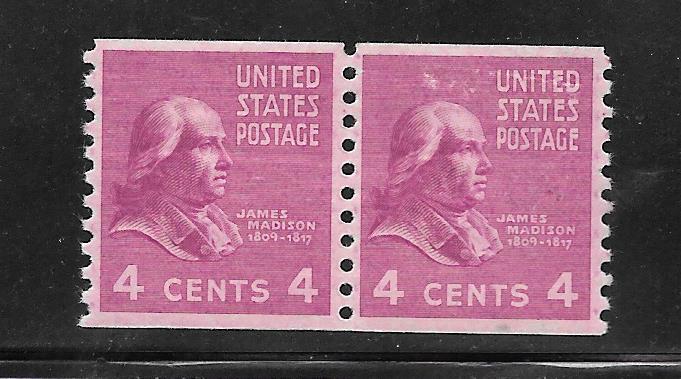 UNITED
STATES
POSTAGE
JAMES
MADISON
1809-1817
4 CENTS 4
UNITED
STATES
POSTAGE
JAMES
MADISON
1809-1817
4 CENTS 4